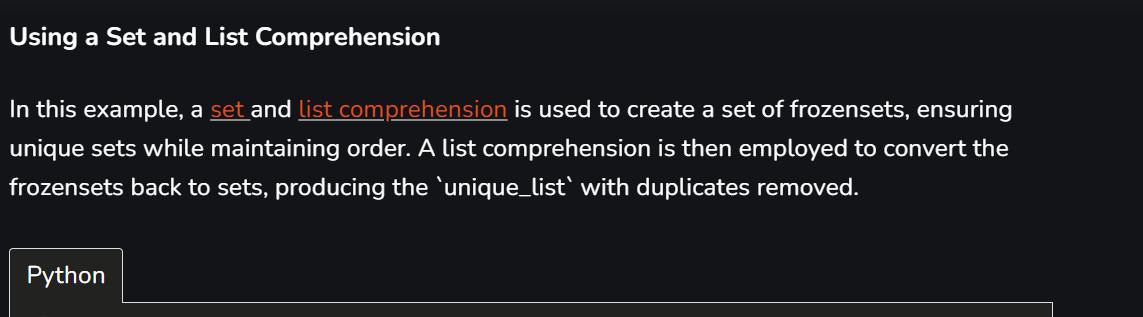 Using a Set and List Comprehension
In this example, a set and list comprehension is used to create a set of frozensets, ensuring
unique sets while maintaining order. A list comprehension is then employed to convert the
frozensets back to sets, producing the `unique_list` with duplicates removed.
Python